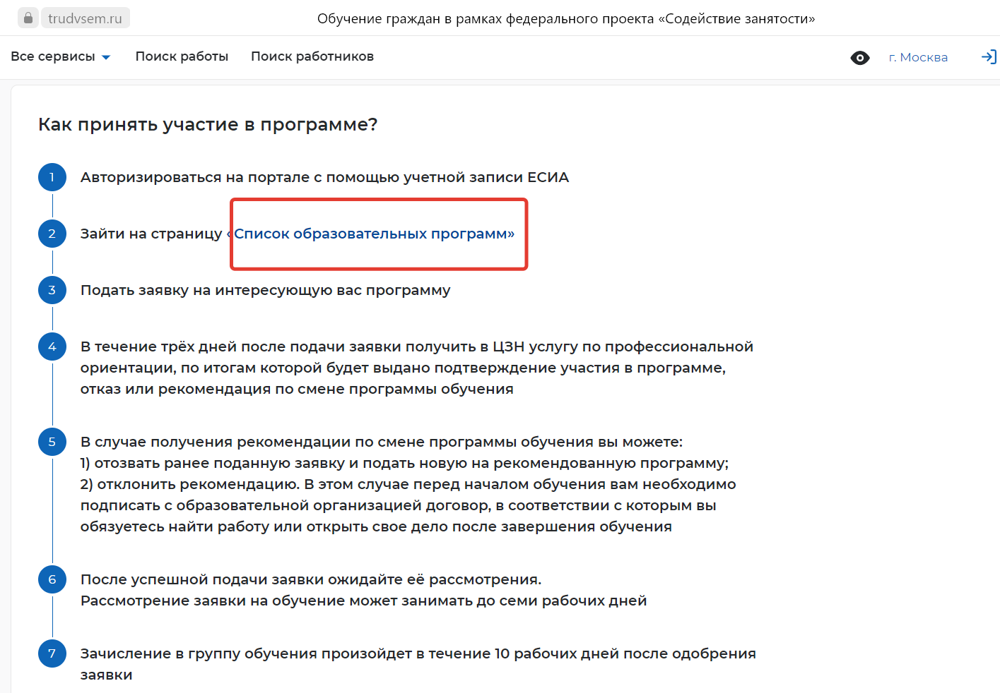 trudvsem.ru
Обучение граждан в рамках федерального проекта «Содействие занятости»
Все сервисы
Поиск работы
Поиск работников
г. Москва
Как принять участие в программе?
1
Авторизироваться на портале с помощью учетной записи ЕСИА
2
Зайти на страницу «Список образовательных программ»
3
Подать заявку на интересующую вас программу
4
В течение трёх дней после подачи заявки получить в ЦЗН услугу по профессиональной
ориентации, по итогам которой будет выдано подтверждение участия в программе,
отказ или рекомендация по смене программы обучения
5
В случае получения рекомендации по смене программы обучения вы можете:
1) отозвать ранее поданную заявку и подать новую на рекомендованную программу;
2) отклонить рекомендацию. В этом случае перед началом обучения вам необходимо
подписать с образовательной организацией договор, в соответствии с которым вы
обязуетесь найти работу или открыть свое дело после завершения обучения
6
После успешной подачи заявки ожидайте её рассмотрения.
Рассмотрение заявки на обучение может занимать до семи рабочих дней
7
Зачисление в группу обучения произойдет в течение 10 рабочих дней после одобрения
заявки